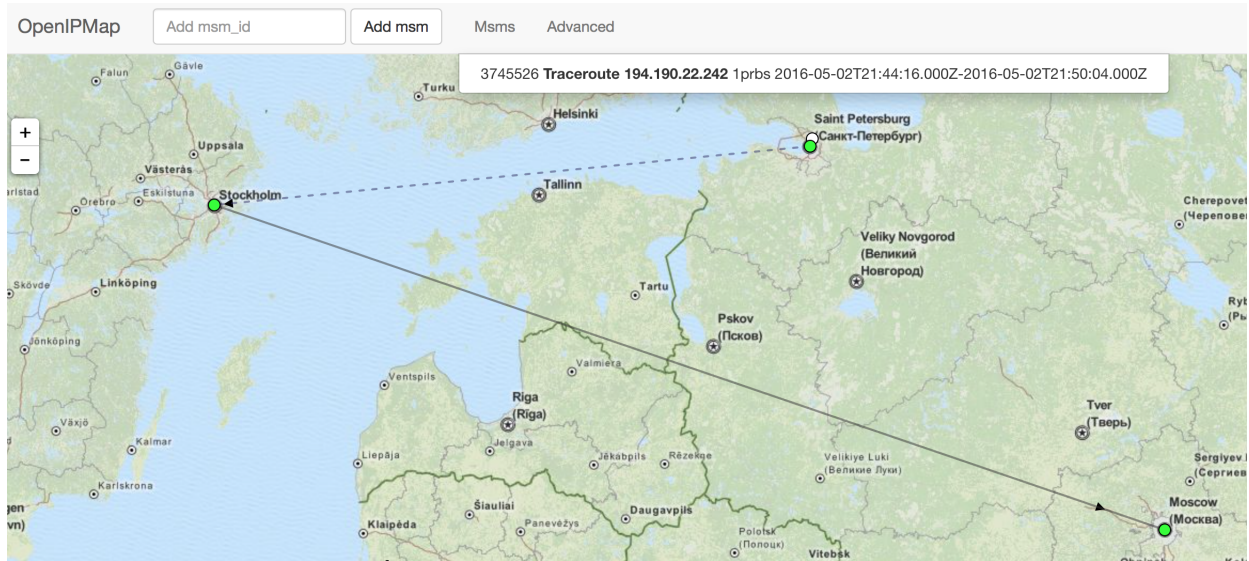 OpenIPMap Add msm_id Add msm Msms Advanced
3745526 Traceroute 194.190.22.242 1prbs 2016-05-02T21:44:16.000Z-2016-05-02T21:50:04.000Z
Falun
Gävle
Turku
Helsinki
Saint Petersburg
(Санкт-Петербург)
+
−
Uppsala
Västerås
Eskilstuna
Stockholm
Örebro
Tallinn
Cherepovet
(Череповец
Veliky Novgorod
(Великий
Новгород)
Skövde
Linköping
Tartu
Pskov
(Псков)
Jönköping
Valmiera
Ventspils
Riga
(Rīga)
Tver
(Тверь)
Växjö
Kalmar
Jelgava
Liepāja
Jēkabpils
Rēzekne
Velikiye Luki
(Великие Луки)
Sergiyev
(Сергиев
Karlskrona
Šiauliai
Daugavpils
Moscow
(Москва)
Klaipėda
Panevėžys
Polotsk
(Полоцк)
Vitebsk